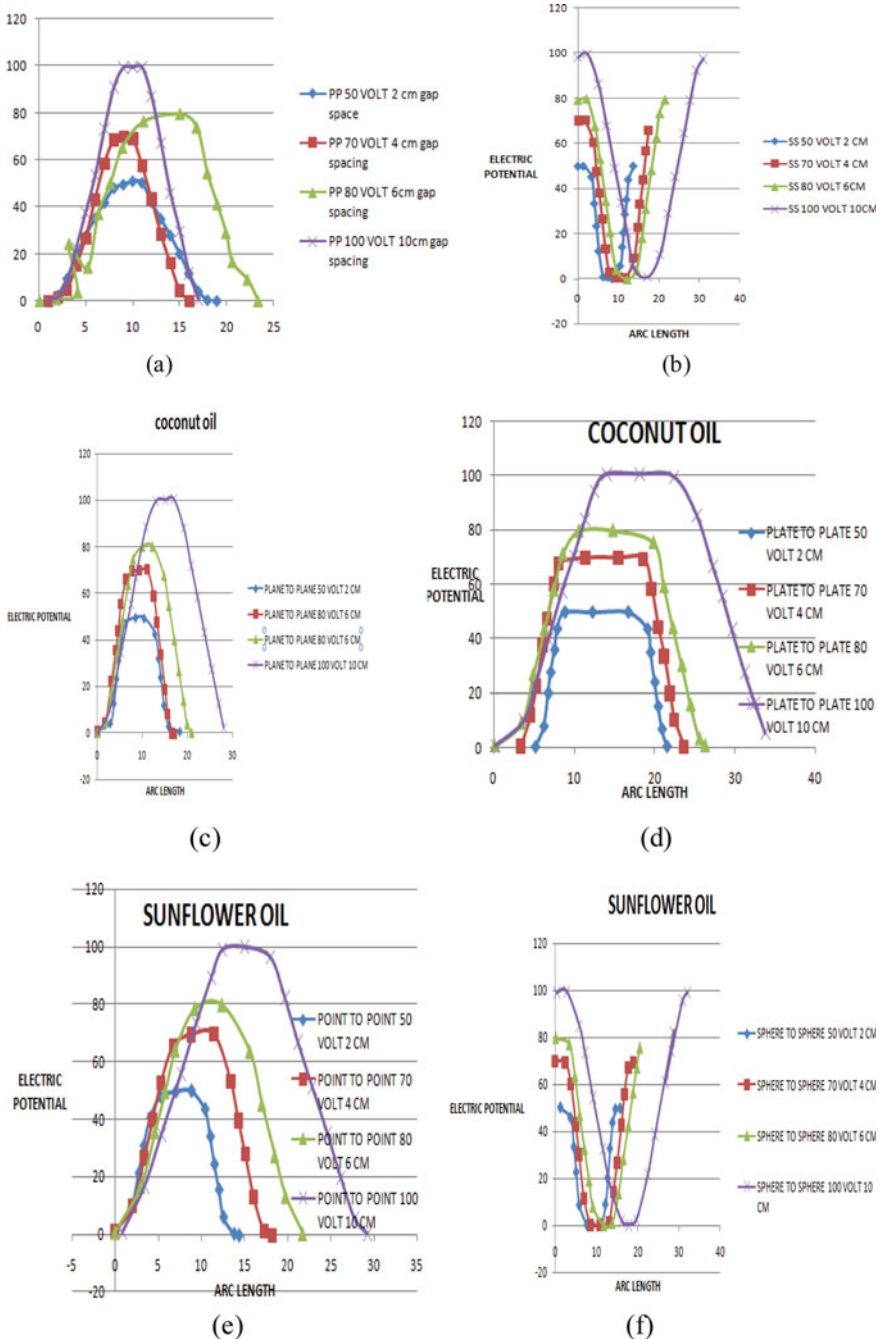 120
100
80
60
40
20
0
0 5 10 15 20 25
PP 50 VOLT 2 cm gap
space
PP 70 VOLT 4 cm gap
spacing
PP 80 VOLT 6cm gap
spacing
PP 100 VOLT 10cm gap
spacing
(a)
120
100
80
60
40
20
0
-20
0 10 20 30 40
ELECTRIC
POTENTIAL
ARC LENGTH
SS 50 VOLT 2 CM
SS 70 VOLT 4 CM
SS 80 VOLT 6CM
SS 100 VOLT 10CM
(b)
coconut oil
120
100
80
60
40
20
0
-20
0 10 20 30
ELECTRIC POTENTIAL
ARC LENGTH
PLANE TO PLANE 50 VOLT 2 CM
PLANE TO PLANE 80 VOLT 6 CM
PLANE TO PLANE 80 VOLT 6 CM
PLANE TO PLANE 100 VOLT 10 CM
(c)
COCONUT OIL
120
100
80
60
40
20
0
0 10 20 30 40
ELECTRIC
POTENTIAL
ARC LENGTH
PLATE TO PLATE 50
VOLT 2 CM
PLATE TO PLATE 70
VOLT 4 CM
PLATE TO PLATE 80
VOLT 6 CM
PLATE TO PLATE 100
VOLT 10 CM
(d)
SUNFLOWER OIL
120
100
80
60
40
20
0
-20
-5 0 5 10 15 20 25 30 35
ELECTRIC
POTENTIAL
ARC LENGTH
POINT TO POINT 50
VOLT 2 CM
POINT TO POINT 70
VOLT 4 CM
POINT TO POINT 80
VOLT 6 CM
POINT TO POINT 100
VOLT 10 CM
(e)
SUNFLOWER OIL
120
100
80
60
40
20
0
-20
0 10 20 30 40
ELECTRIC POTENTIAL
ARC LENGTH
SPHERE TO SPHERE 50 VOLT 2 CM
SPHERE TO SPHERE 70 VOLT 4 CM
SPHERE TO SPHERE 80 VOLT 6 CM
SPHERE TO SPHERE 100 VOLT 10
CM
(f)